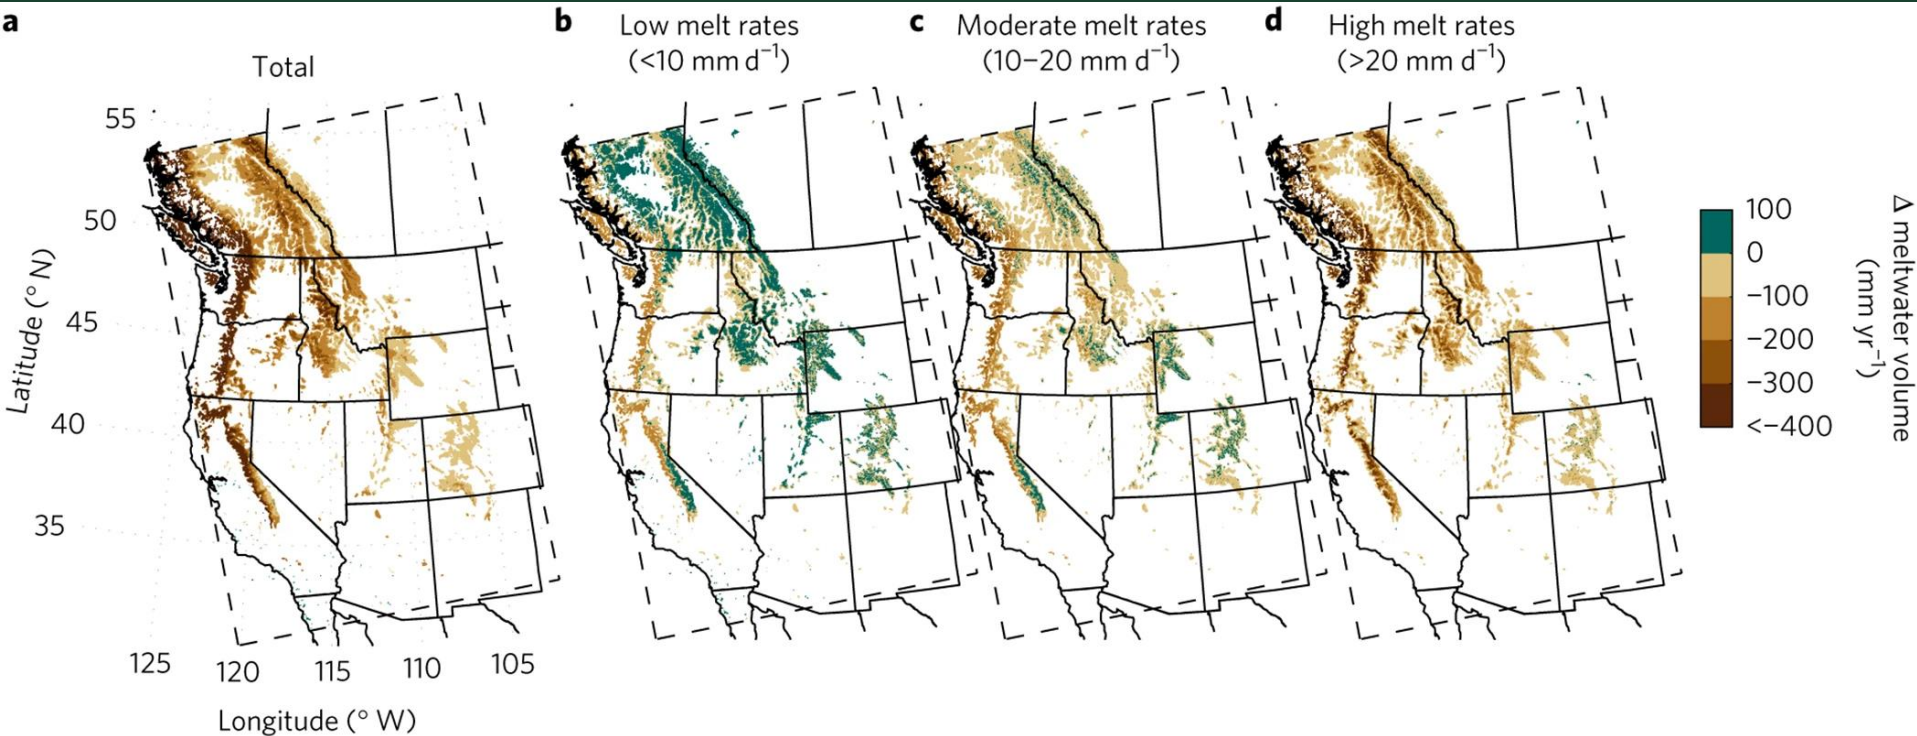 a
Total
b
Low melt rates
(<10 mm d⁻¹)
c
Moderate melt rates
(10–20 mm d⁻¹)
d
High melt rates
(>20 mm d⁻¹)
55
50
45
40
35
Latitude (° N)
125
120
115
110
105
Longitude (° W)
100
0
−100
−200
−300
<−400
Δ meltwater volume
(mm yr⁻¹)